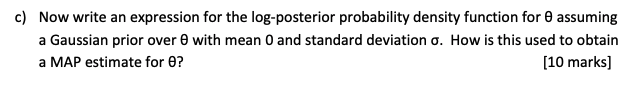 c) Now write an expression for the log-posterior probability density function for θ assuming
a Gaussian prior over θ with mean 0 and standard deviation σ. How is this used to obtain
a MAP estimate for θ? [10 marks]